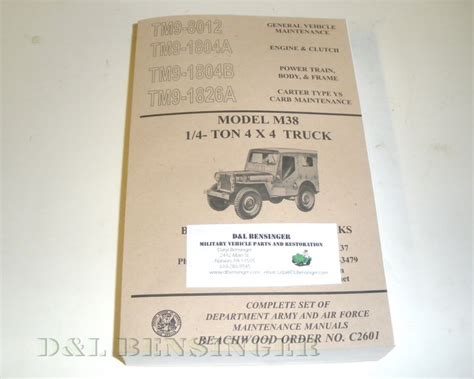 TM9-8012
GENERAL VEHICLE
MAINTENANCE
TM9-1804A
ENGINE & CLUTCH
TM9-1804B
POWER TRAIN,
BODY, & FRAME
TM9-1826A
CARTER TYPE YS
CARB MAINTENANCE
MODEL M38
1/4- TON 4 X 4 TRUCK
D&L BENSINGER
MILITARY VEHICLE PARTS AND RESTORATION
37
-3479
COMPLETE SET OF
DEPARTMENT ARMY AND AIR FORCE
MAINTENANCE MANUALS
BEACHWOOD ORDER NO. C2601
D&L BENSINGER